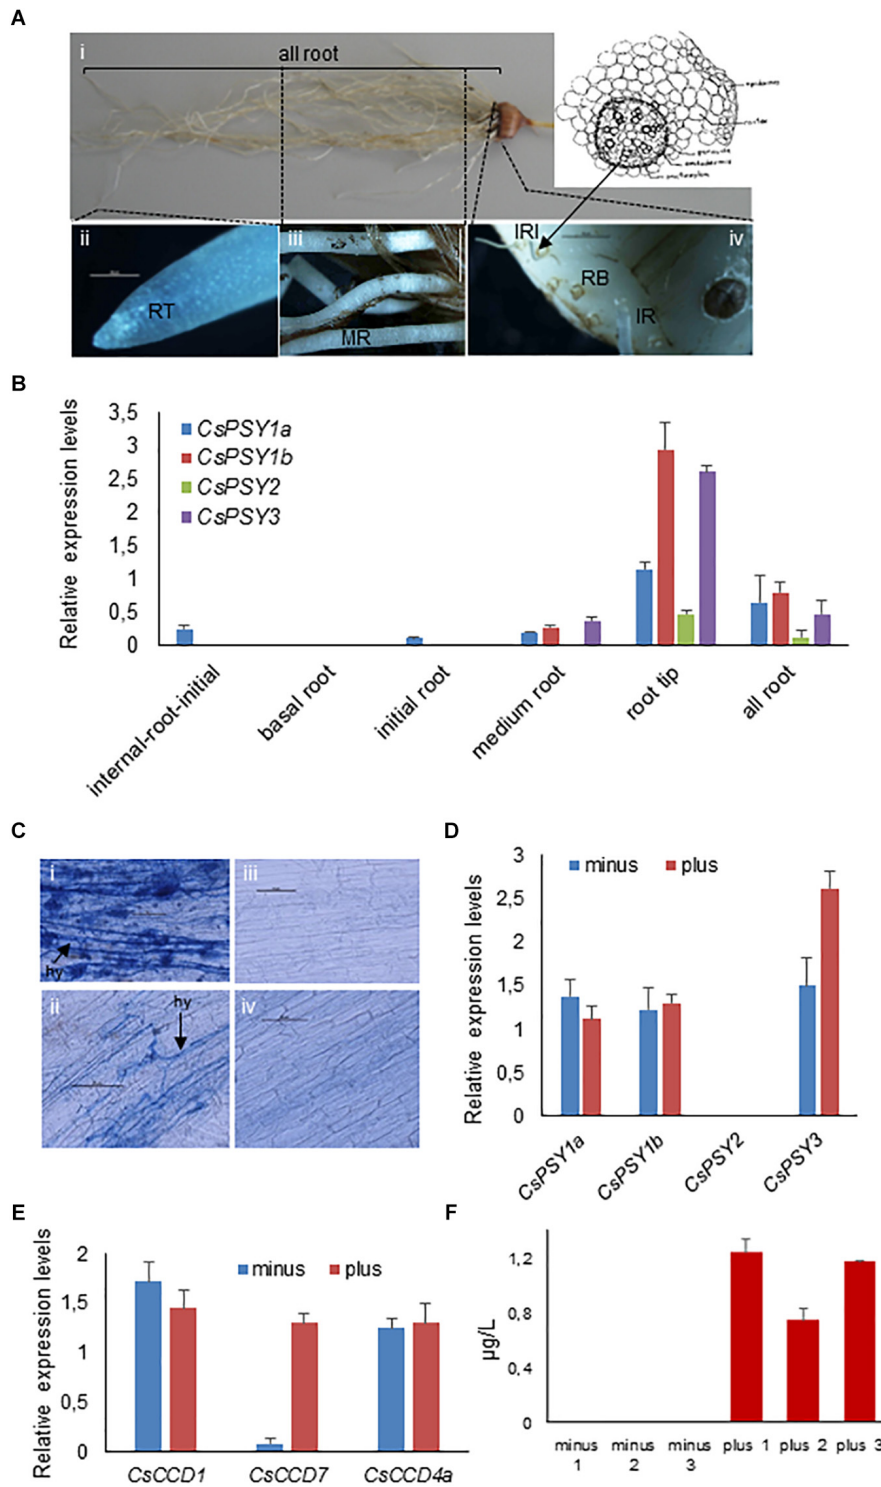 A
i
all root
epidermis
cortex
pericycle
endodermis
ii
RT
iii
MR
IRI
RB
IR
iv
B
Relative expression levels
3,5
3
2,5
2
1,5
1
0,5
0
CsPSY1a
CsPSY1b
CsPSY2
CsPSY3
internal-root-initial
basal root
initial root
medium root
root tip
all root
C
i
hy
iii
ii
hy
iv
D
Relative expression levels
3
2,5
2
1,5
1
0,5
0
minus
plus
CsPSY1a
CsPSY1b
CsPSY2
CsPSY3
E
Relative expression levels
2
1,5
1
0,5
0
minus
plus
CsCCD1
CsCCD7
CsCCD4a
F
µg/L
1,2
0,8
0,4
0
minus 1
minus 2
minus 3
plus 1
plus 2
plus 3